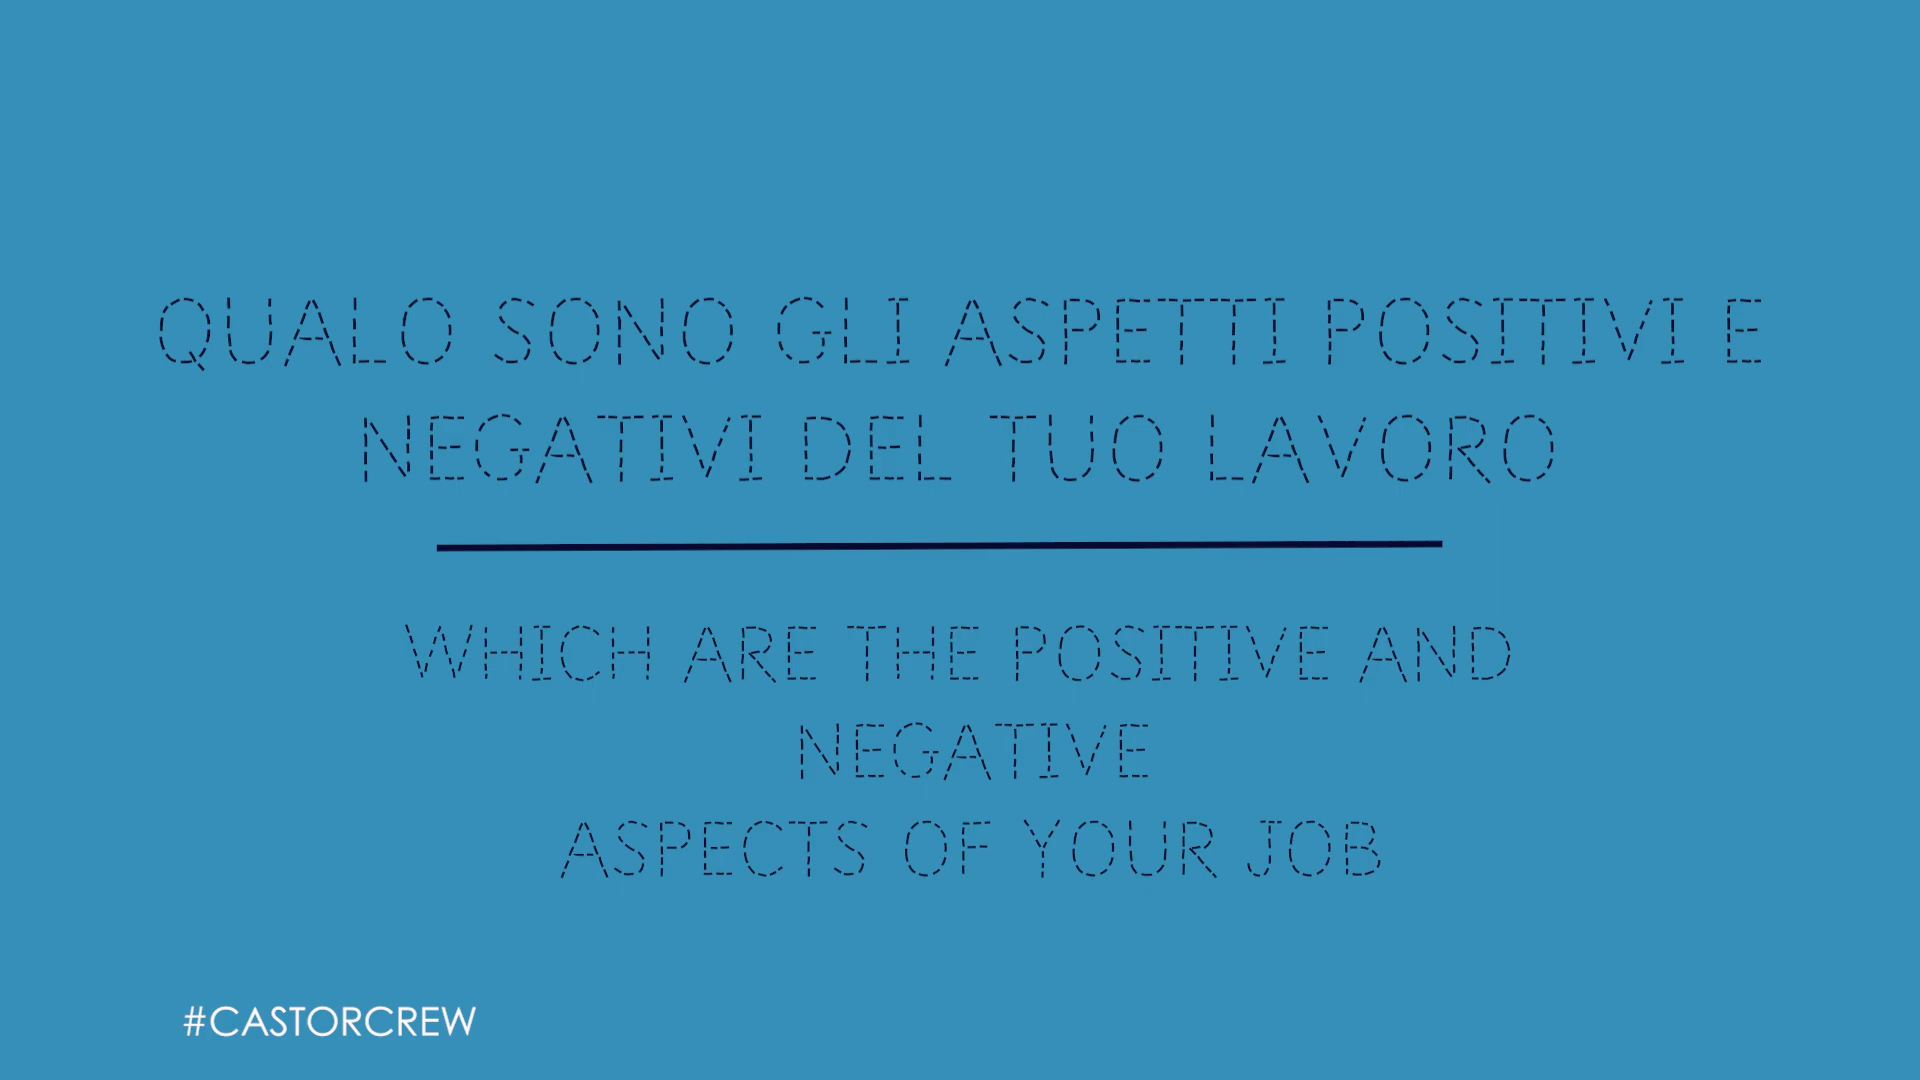 QUALO SONO GLI ASPETTI POSITIVI E
NEGATIVI DEL TUO LAVORO
WHICH ARE THE POSITIVE AND
NEGATIVE
ASPECTS OF YOUR JOB
#CASTORCREW